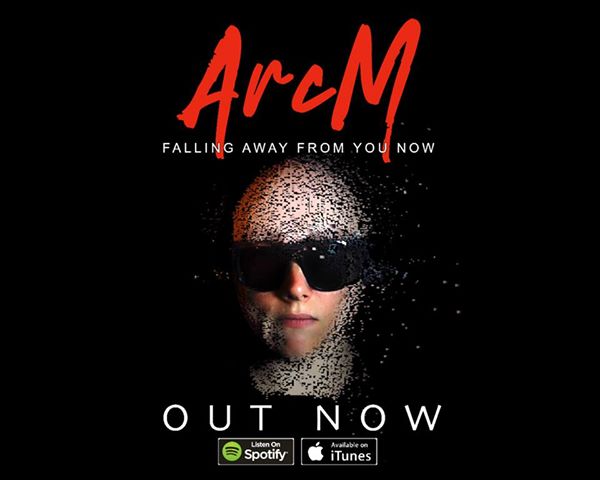 ArcM
FALLING AWAY FROM YOU NOW
OUT NOW
Listen On
Spotify
Available on
iTunes